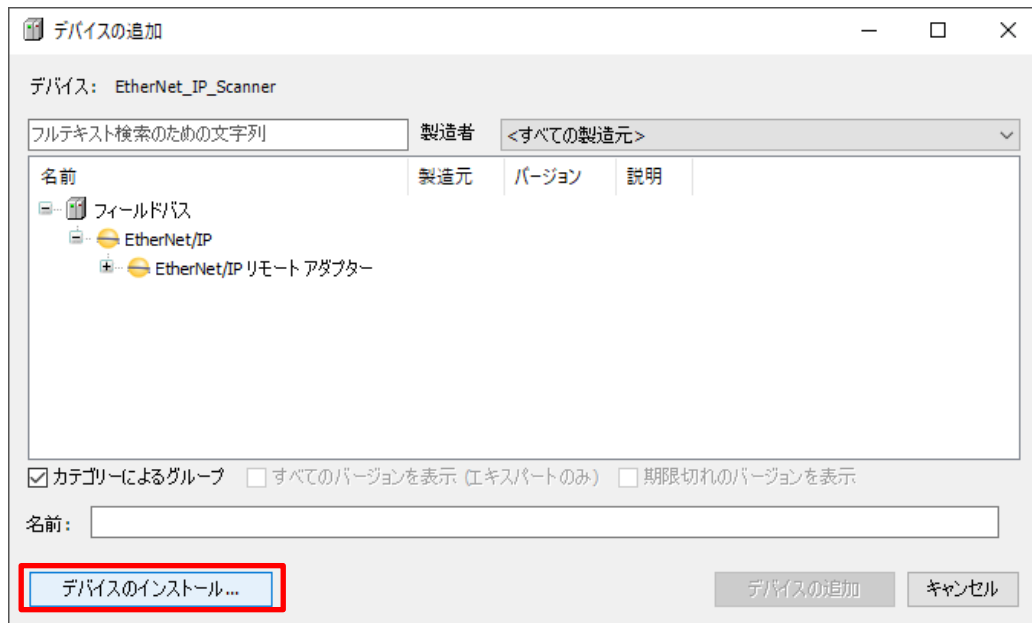 デバイスの追加
デバイス: EtherNet_IP_Scanner
フルテキスト検索のための文字列 製造者 <すべての製造元>
名前 製造元 バージョン 説明
フィールドバス
EtherNet/IP
EtherNet/IP リモート アダプター
カテゴリーによるグループ すべてのバージョンを表示 (エキスパートのみ) 期限切れのバージョンを表示
名前:
デバイスのインストール... デバイスの追加 キャンセル